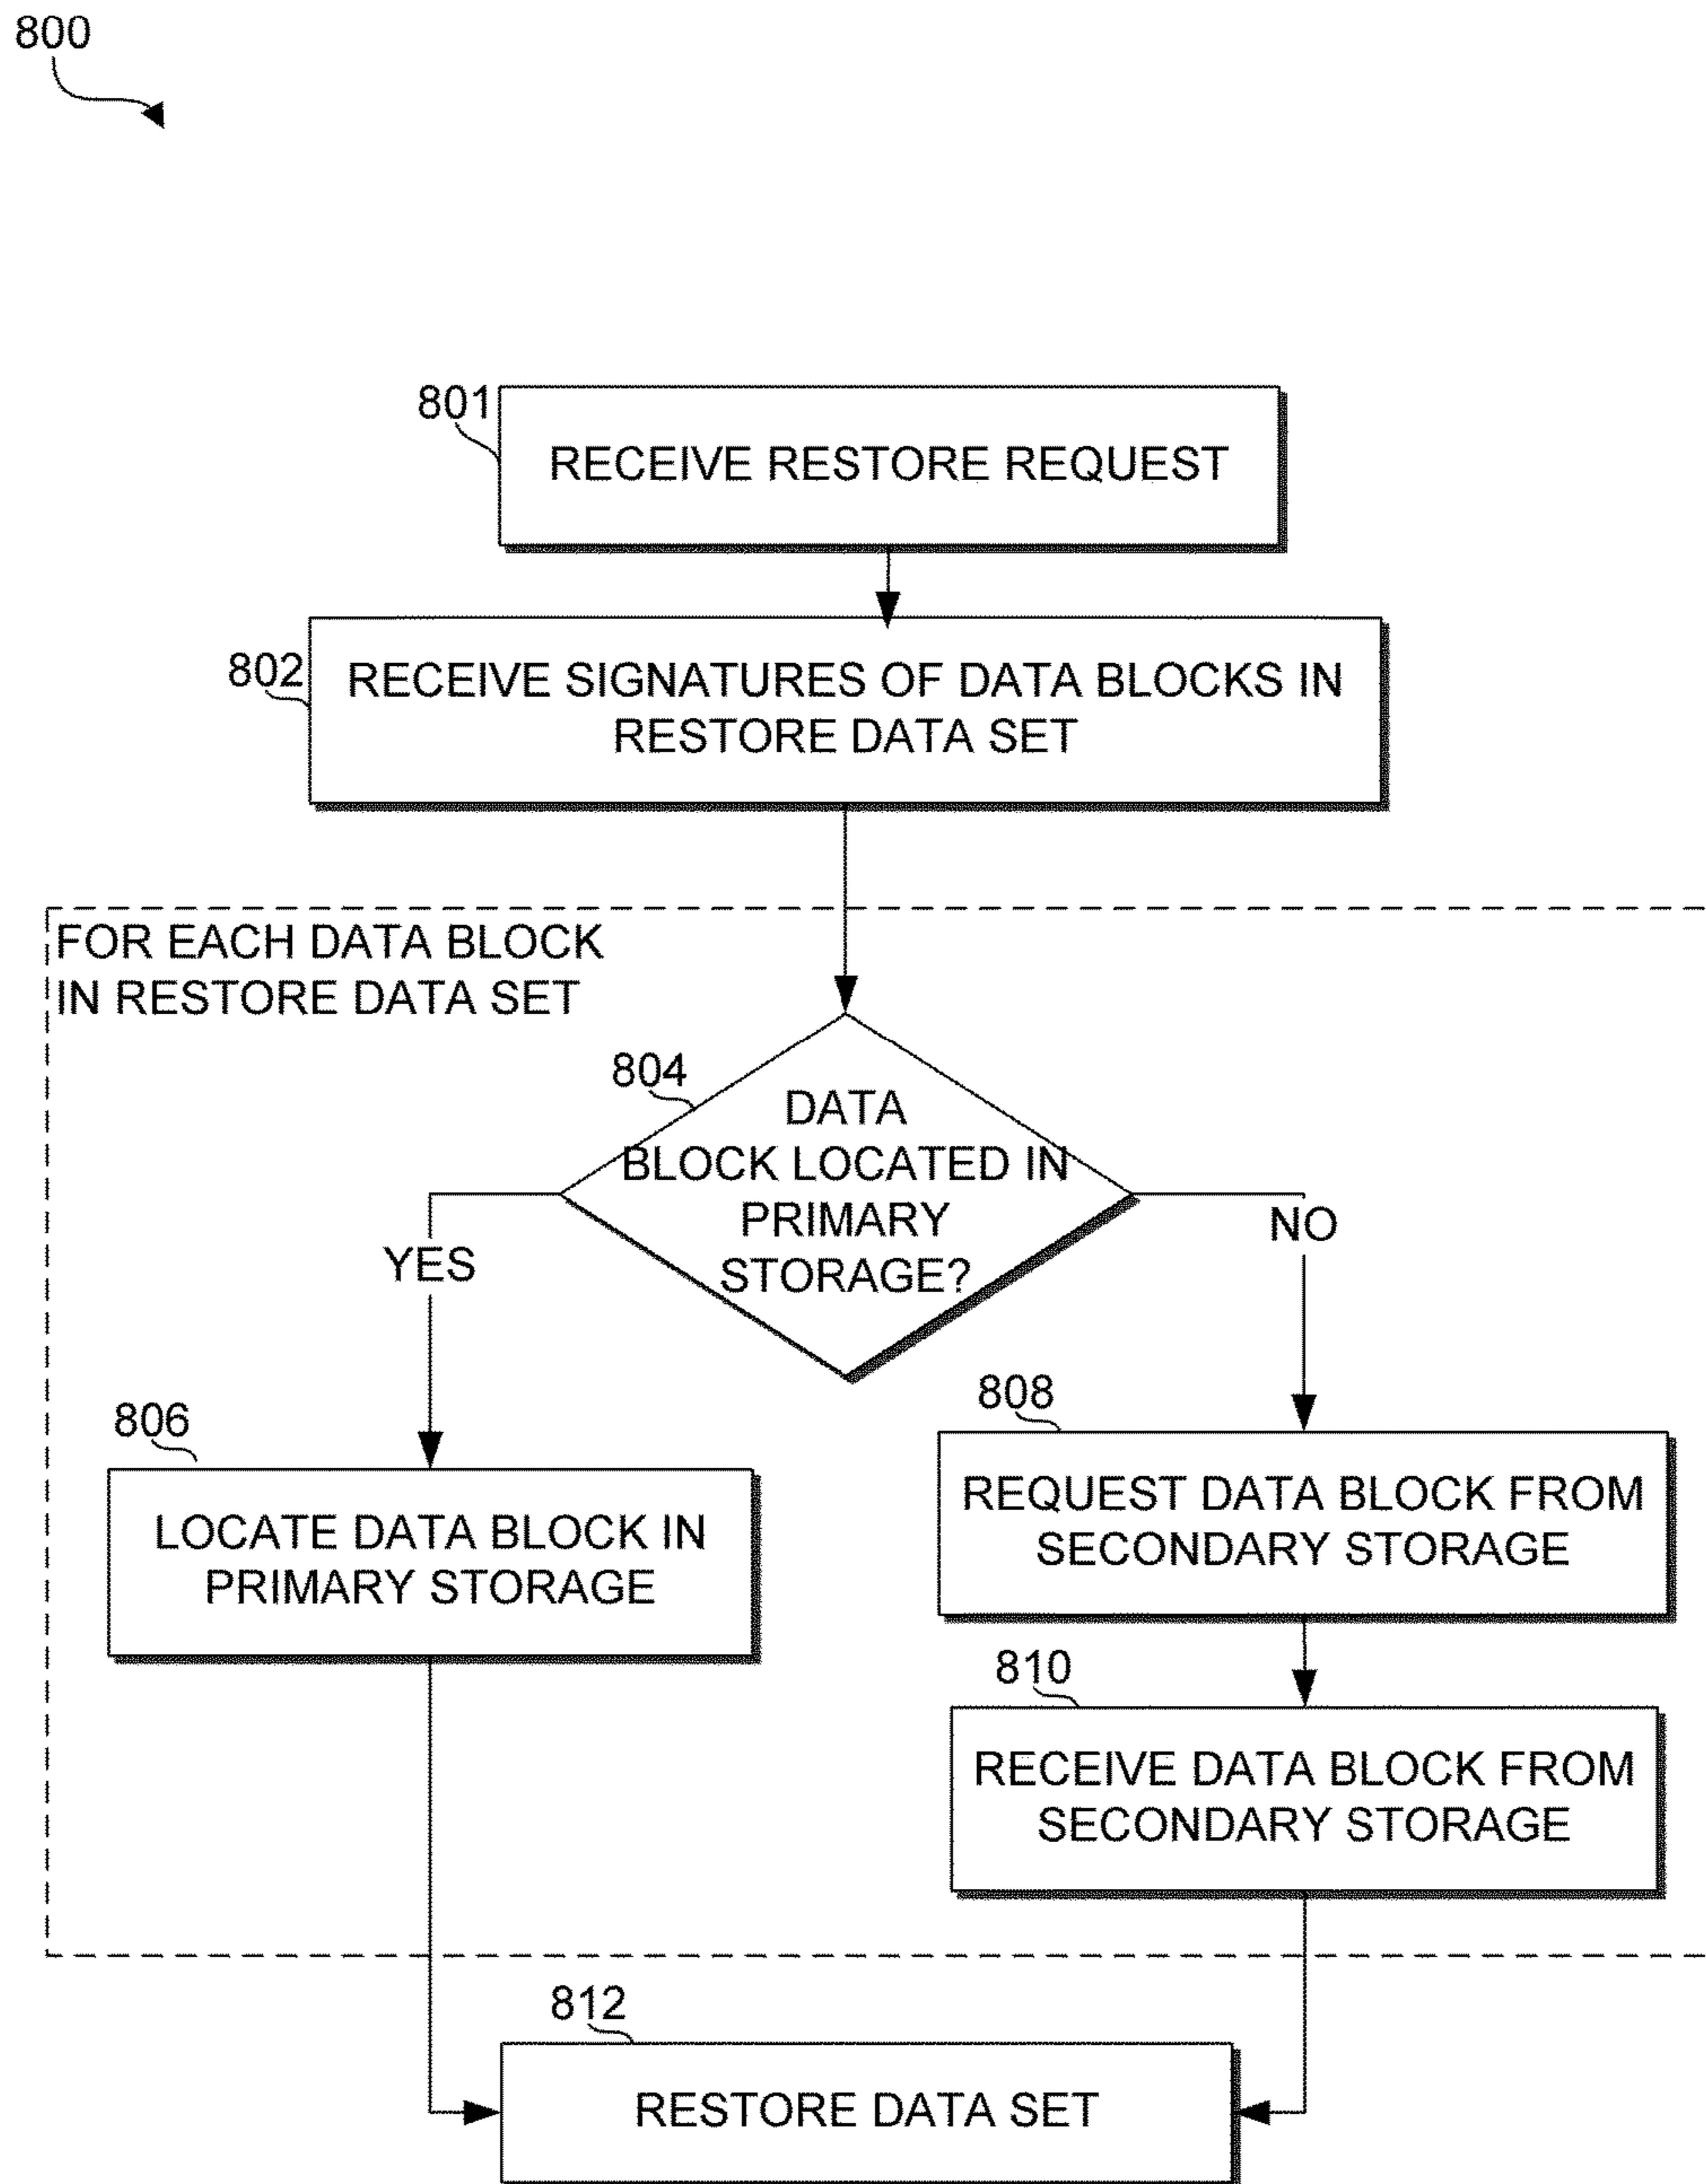 800
801
RECEIVE RESTORE REQUEST
802
RECEIVE SIGNATURES OF DATA BLOCKS IN
RESTORE DATA SET
FOR EACH DATA BLOCK
IN RESTORE DATA SET
804
DATA
BLOCK LOCATED IN
PRIMARY
STORAGE?
YES
NO
806
LOCATE DATA BLOCK IN
PRIMARY STORAGE
808
REQUEST DATA BLOCK FROM
SECONDARY STORAGE
810
RECEIVE DATA BLOCK FROM
SECONDARY STORAGE
812
RESTORE DATA SET